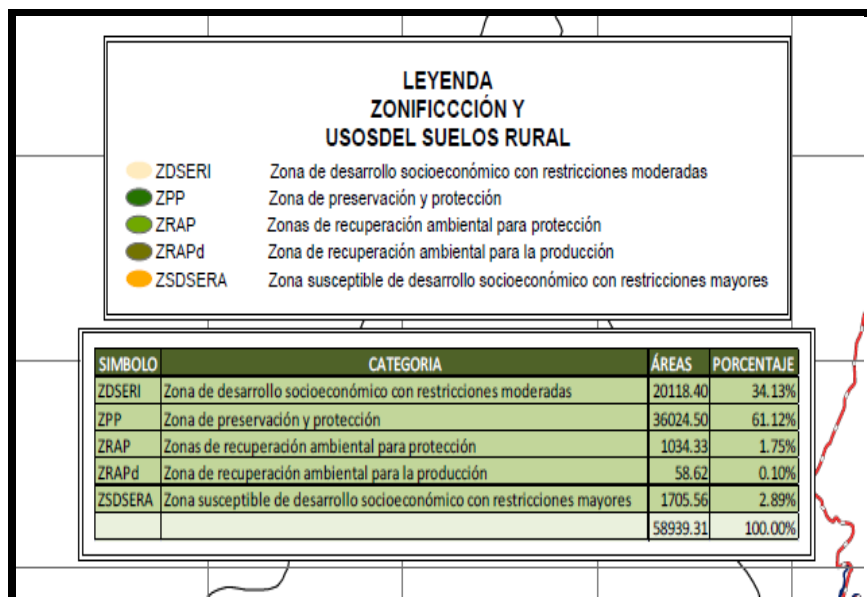 LEYENDA
ZONIFICCCIÓN Y
USOSDEL SUELOS RURAL
ZDSERI Zona de desarrollo socioeconómico con restricciones moderadas
ZPP Zona de preservación y protección
ZRAP Zonas de recuperación ambiental para protección
ZRAPd Zona de recuperación ambiental para la producción
ZSDSERA Zona susceptible de desarrollo socioeconómico con restricciones mayores
SIMBOLO CATEGORIA ÁREAS PORCENTAJE
ZDSERI Zona de desarrollo socioeconómico con restricciones moderadas 20118.40 34.13%
ZPP Zona de preservación y protección 36024.50 61.12%
ZRAP Zonas de recuperación ambiental para protección 1034.33 1.75%
ZRAPd Zona de recuperación ambiental para la producción 58.62 0.10%
ZSDSERA Zona susceptible de desarrollo socioeconómico con restricciones mayores 1705.56 2.89%
58939.31 100.00%